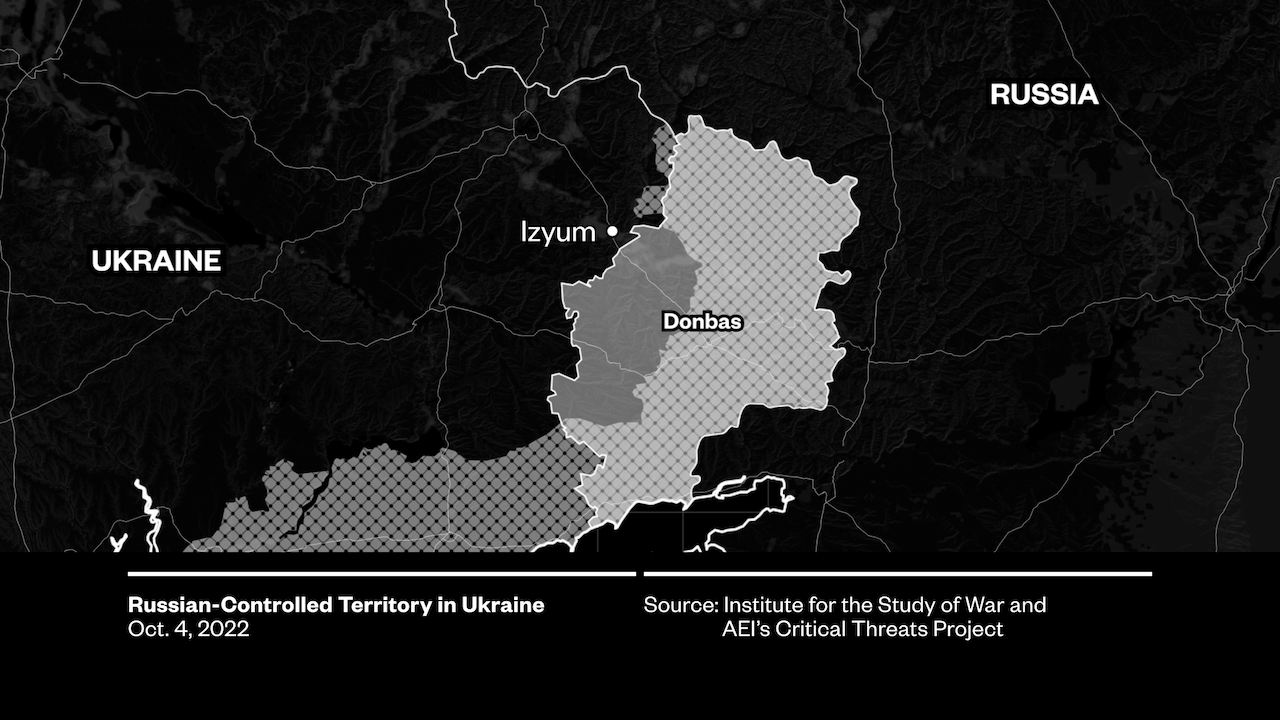 RUSSIA
Izyum
UKRAINE
Donbas
Russian-Controlled Territory in Ukraine
Oct. 4, 2022
Source: Institute for the Study of War and
AEI's Critical Threats Project